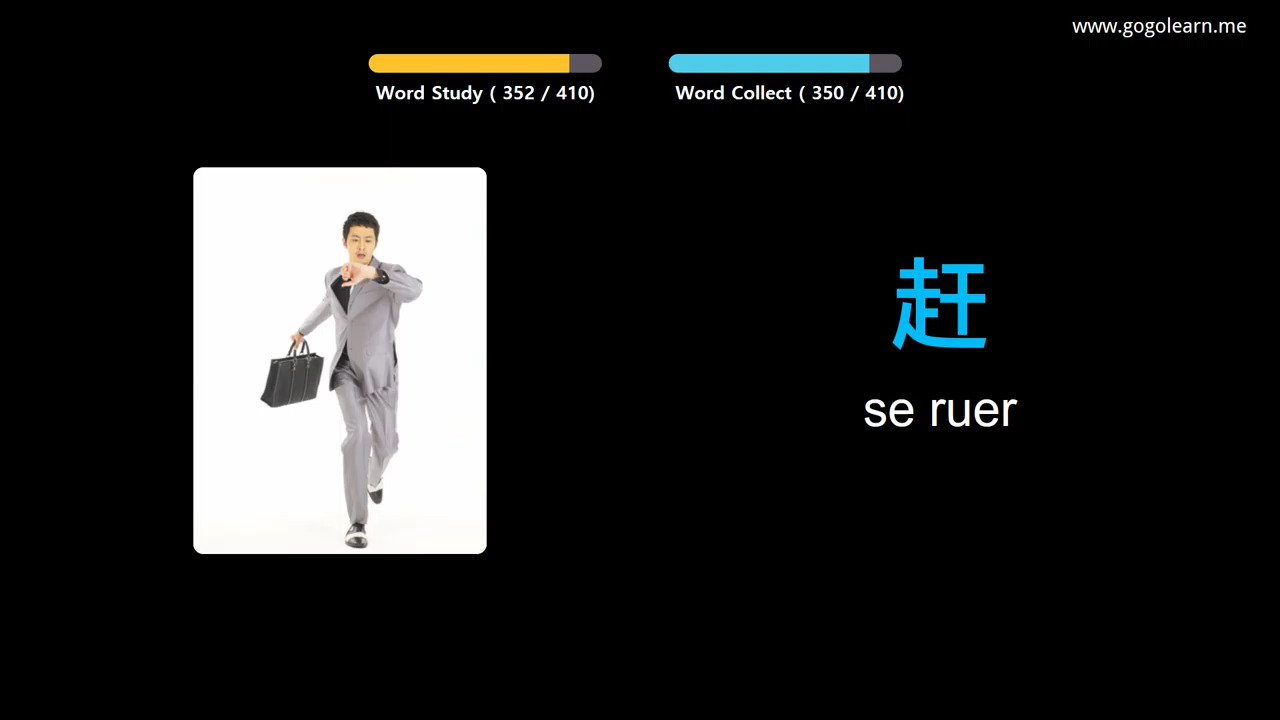 www.gogolearn.me
Word Study ( 352 / 410)
Word Collect ( 350 / 410)
赶
se ruer